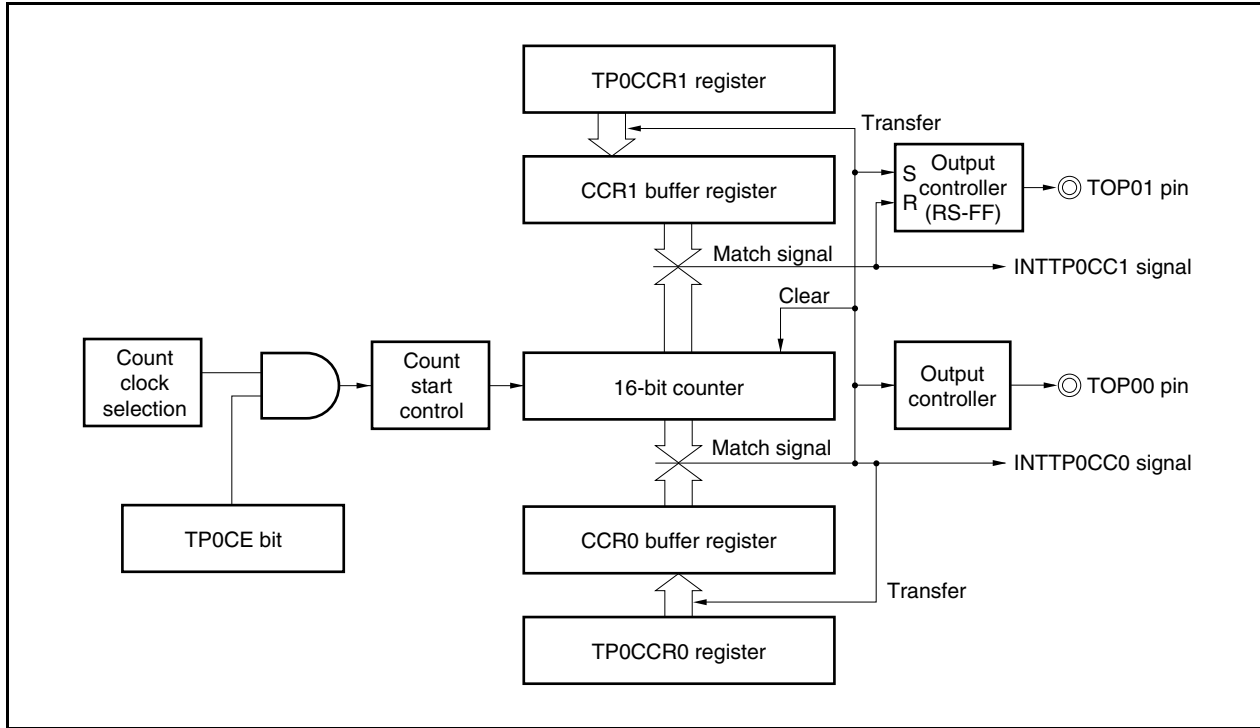 TP0CCR1 register
Transfer
CCR1 buffer register
S
R
Output
controller
(RS-FF)
TOP01 pin
Match signal
INTTP0CC1 signal
Clear
Count
clock
selection
Count
start
control
16-bit counter
Output
controller
TOP00 pin
Match signal
INTTP0CC0 signal
TP0CE bit
CCR0 buffer register
Transfer
TP0CCR0 register